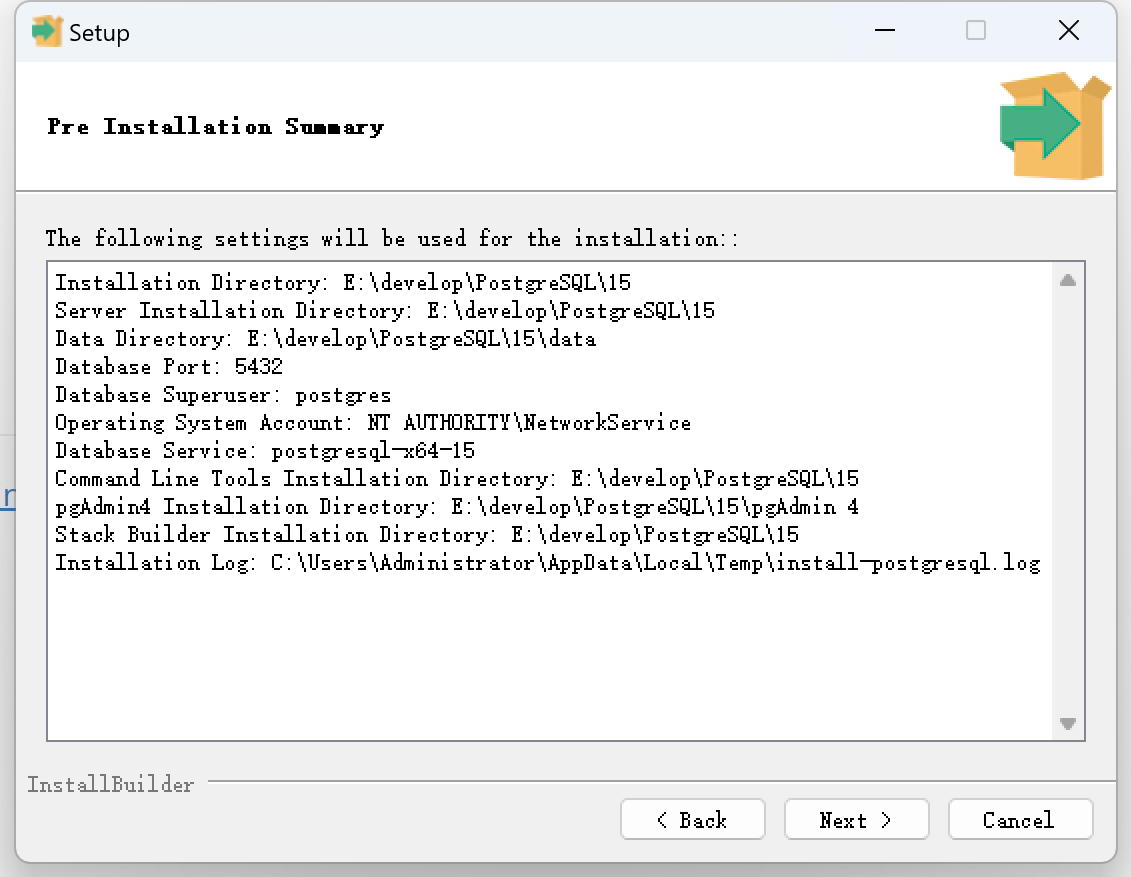 Setup
Pre Installation Summary
The following settings will be used for the installation::
Installation Directory: E:\develop\PostgreSQL\15
Server Installation Directory: E:\develop\PostgreSQL\15
Data Directory: E:\develop\PostgreSQL\15\data
Database Port: 5432
Database Superuser: postgres
Operating System Account: NT AUTHORITY\NetworkService
Database Service: postgresql-x64-15
Command Line Tools Installation Directory: E:\develop\PostgreSQL\15
pgAdmin4 Installation Directory: E:\develop\PostgreSQL\15\pgAdmin 4
Stack Builder Installation Directory: E:\develop\PostgreSQL\15
Installation Log: C:\Users\Administrator\AppData\Local\Temp\install-postgresql.log
InstallBuilder
< Back Next > Cancel